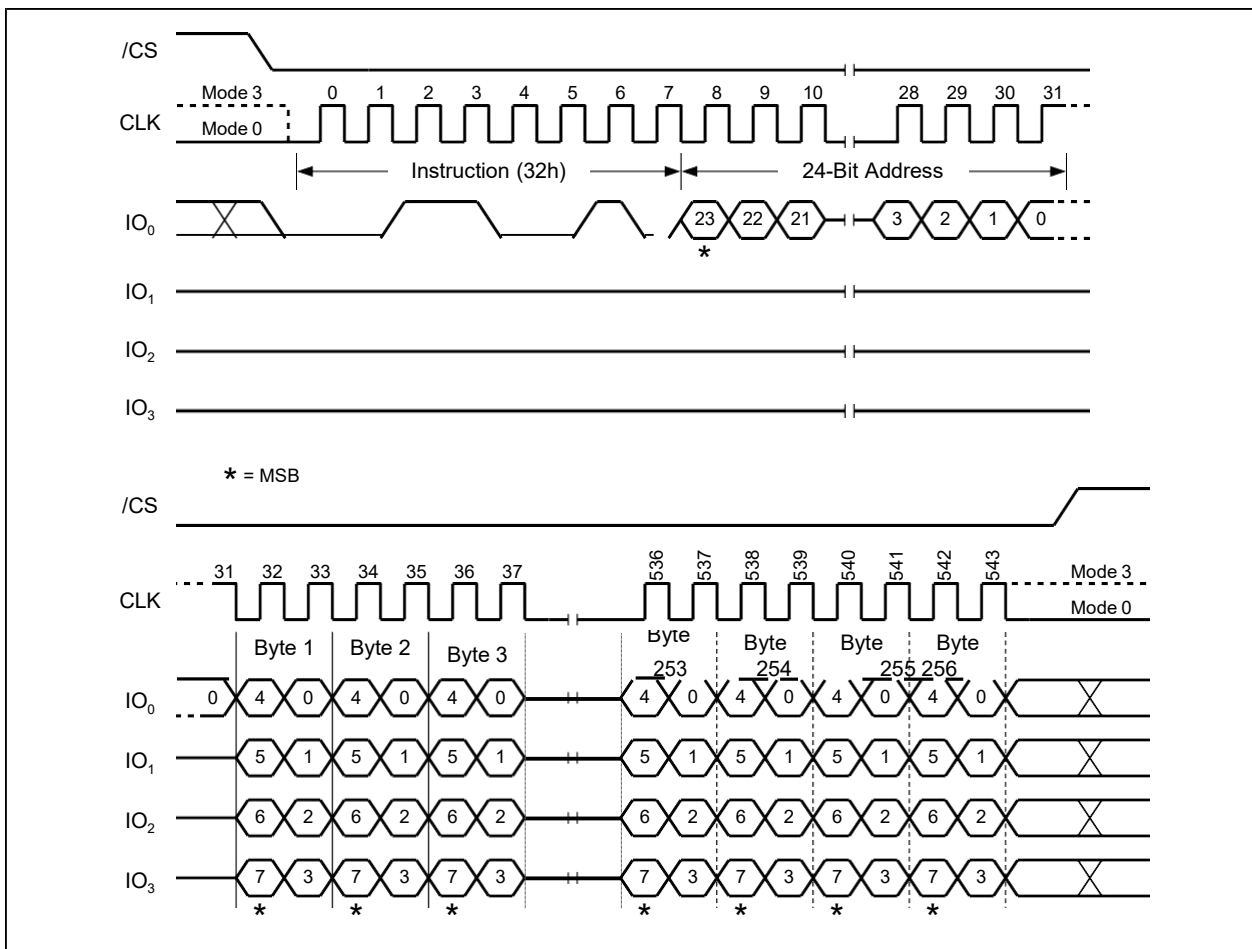 /CS
Mode 3 0 1 2 3 4 5 6 7 8 9 10 28 29 30 31
CLK Mode 0
Instruction (32h) 24-Bit Address
IO0 23 22 21 3 2 1 0
*
IO1
IO2
IO3
* = MSB
/CS
31 32 33 34 35 36 37 536 537 538 539 540 541 542 543 Mode 3
CLK Mode 0
Byte 1 Byte 2 Byte 3 Byte Byte Byte Byte
253 254 255 256
IO0 0 4 0 4 0 4 0 4 0 4 0 4 0 4 0
IO1 5 1 5 1 5 1 5 1 5 1 5 1 5 1
IO2 6 2 6 2 6 2 6 2 6 2 6 2 6 2
IO3 7 3 7 3 7 3 7 3 7 3 7 3 7 3
* * * * * * *